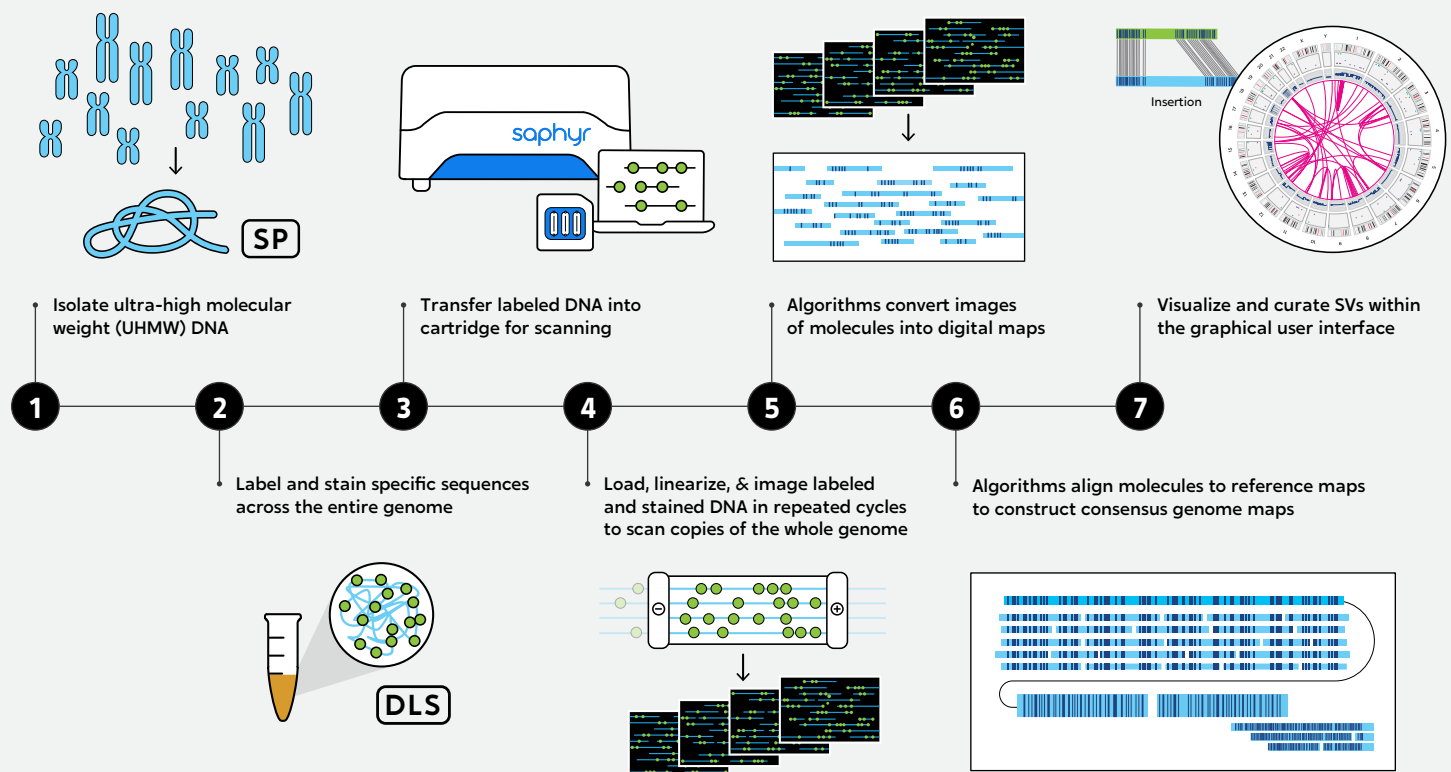 SP
Isolate ultra-high molecular
weight (UHMW) DNA
1
Label and stain specific sequences
across the entire genome
2
DLS
saphyr
Transfer labeled DNA into
cartridge for scanning
3
Load, linearize, & image labeled
and stained DNA in repeated cycles
to scan copies of the whole genome
4
−
+
Algorithms convert images
of molecules into digital maps
5
Algorithms align molecules to reference maps
to construct consensus genome maps
6
Insertion
Visualize and curate SVs within
the graphical user interface
7